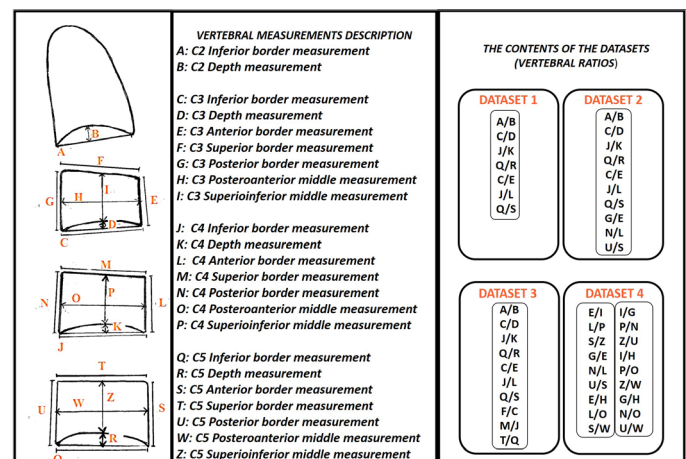 A
B
F
G
H
I
E
D
C
M
N
O
P
L
K
J
T
U
W
Z
S
R
VERTEBRAL MEASUREMENTS DESCRIPTION
A: C2 Inferior border measurement
B: C2 Depth measurement
C: C3 Inferior border measurement
D: C3 Depth measurement
E: C3 Anterior border measurement
F: C3 Superior border measurement
G: C3 Posterior border measurement
H: C3 Posteroanterior middle measurement
I: C3 Superioinferior middle measurement
J: C4 Inferior border measurement
K: C4 Depth measurement
L: C4 Anterior border measurement
M: C4 Superior border measurement
N: C4 Posterior border measurement
O: C4 Posteroanterior middle measurement
P: C4 Superioinferior middle measurement
Q: C5 Inferior border measurement
R: C5 Depth measurement
S: C5 Anterior border measurement
T: C5 Superior border measurement
U: C5 Posterior border measurement
W: C5 Posteroanterior middle measurement
Z: C5 Superioinferior middle measurement
THE CONTENTS OF THE DATASETS
(VERTEBRAL RATIOS)
DATASET 1
A/B
C/D
J/K
Q/R
C/E
J/L
Q/S
DATASET 2
A/B
C/D
J/K
Q/R
C/E
J/L
Q/S
G/E
N/L
U/S
DATASET 3
A/B
C/D
J/K
Q/R
C/E
J/L
Q/S
F/C
M/J
T/Q
DATASET 4
E/I I/G
L/P P/N
S/Z Z/U
G/E I/H
N/L P/O
U/S Z/W
E/H G/H
L/O N/O
S/W U/W